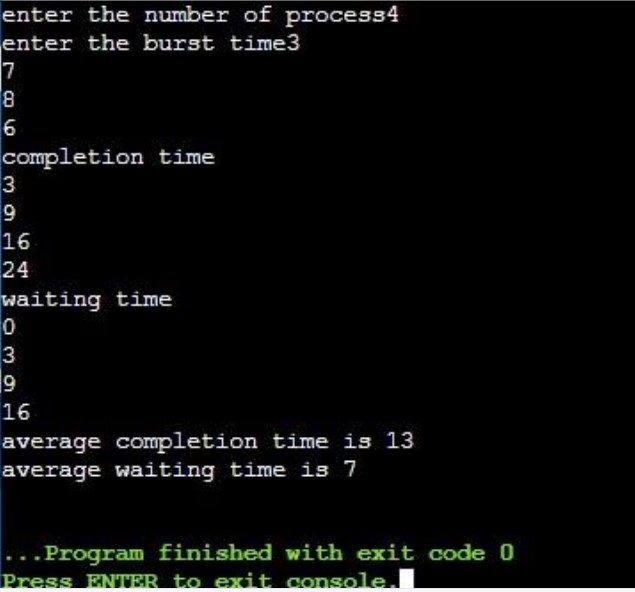 enter the number of process4
enter the burst time3
7
8
6
completion time
3
9
16
24
waiting time
0
3
9
16
average completion time is 13
average waiting time is 7
...Program finished with exit code 0
Press ENTER to exit console.